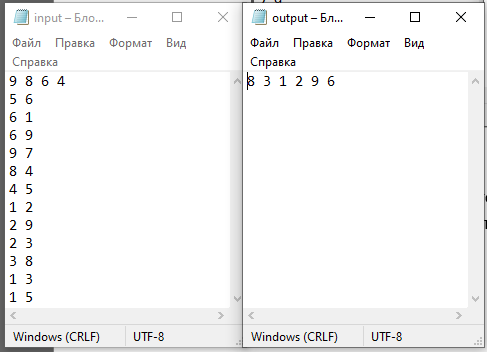 input – Бло...
Файл Правка Формат Вид
Справка
9 8 6 4
5 6
6 1
6 9
9 7
8 4
4 5
1 2
2 9
2 3
3 8
1 3
1 5
Windows (CRLF) UTF-8
output – Бло...
Файл Правка Формат Вид
Справка
8 3 1 2 9 6
Windows (CRLF) UTF-8